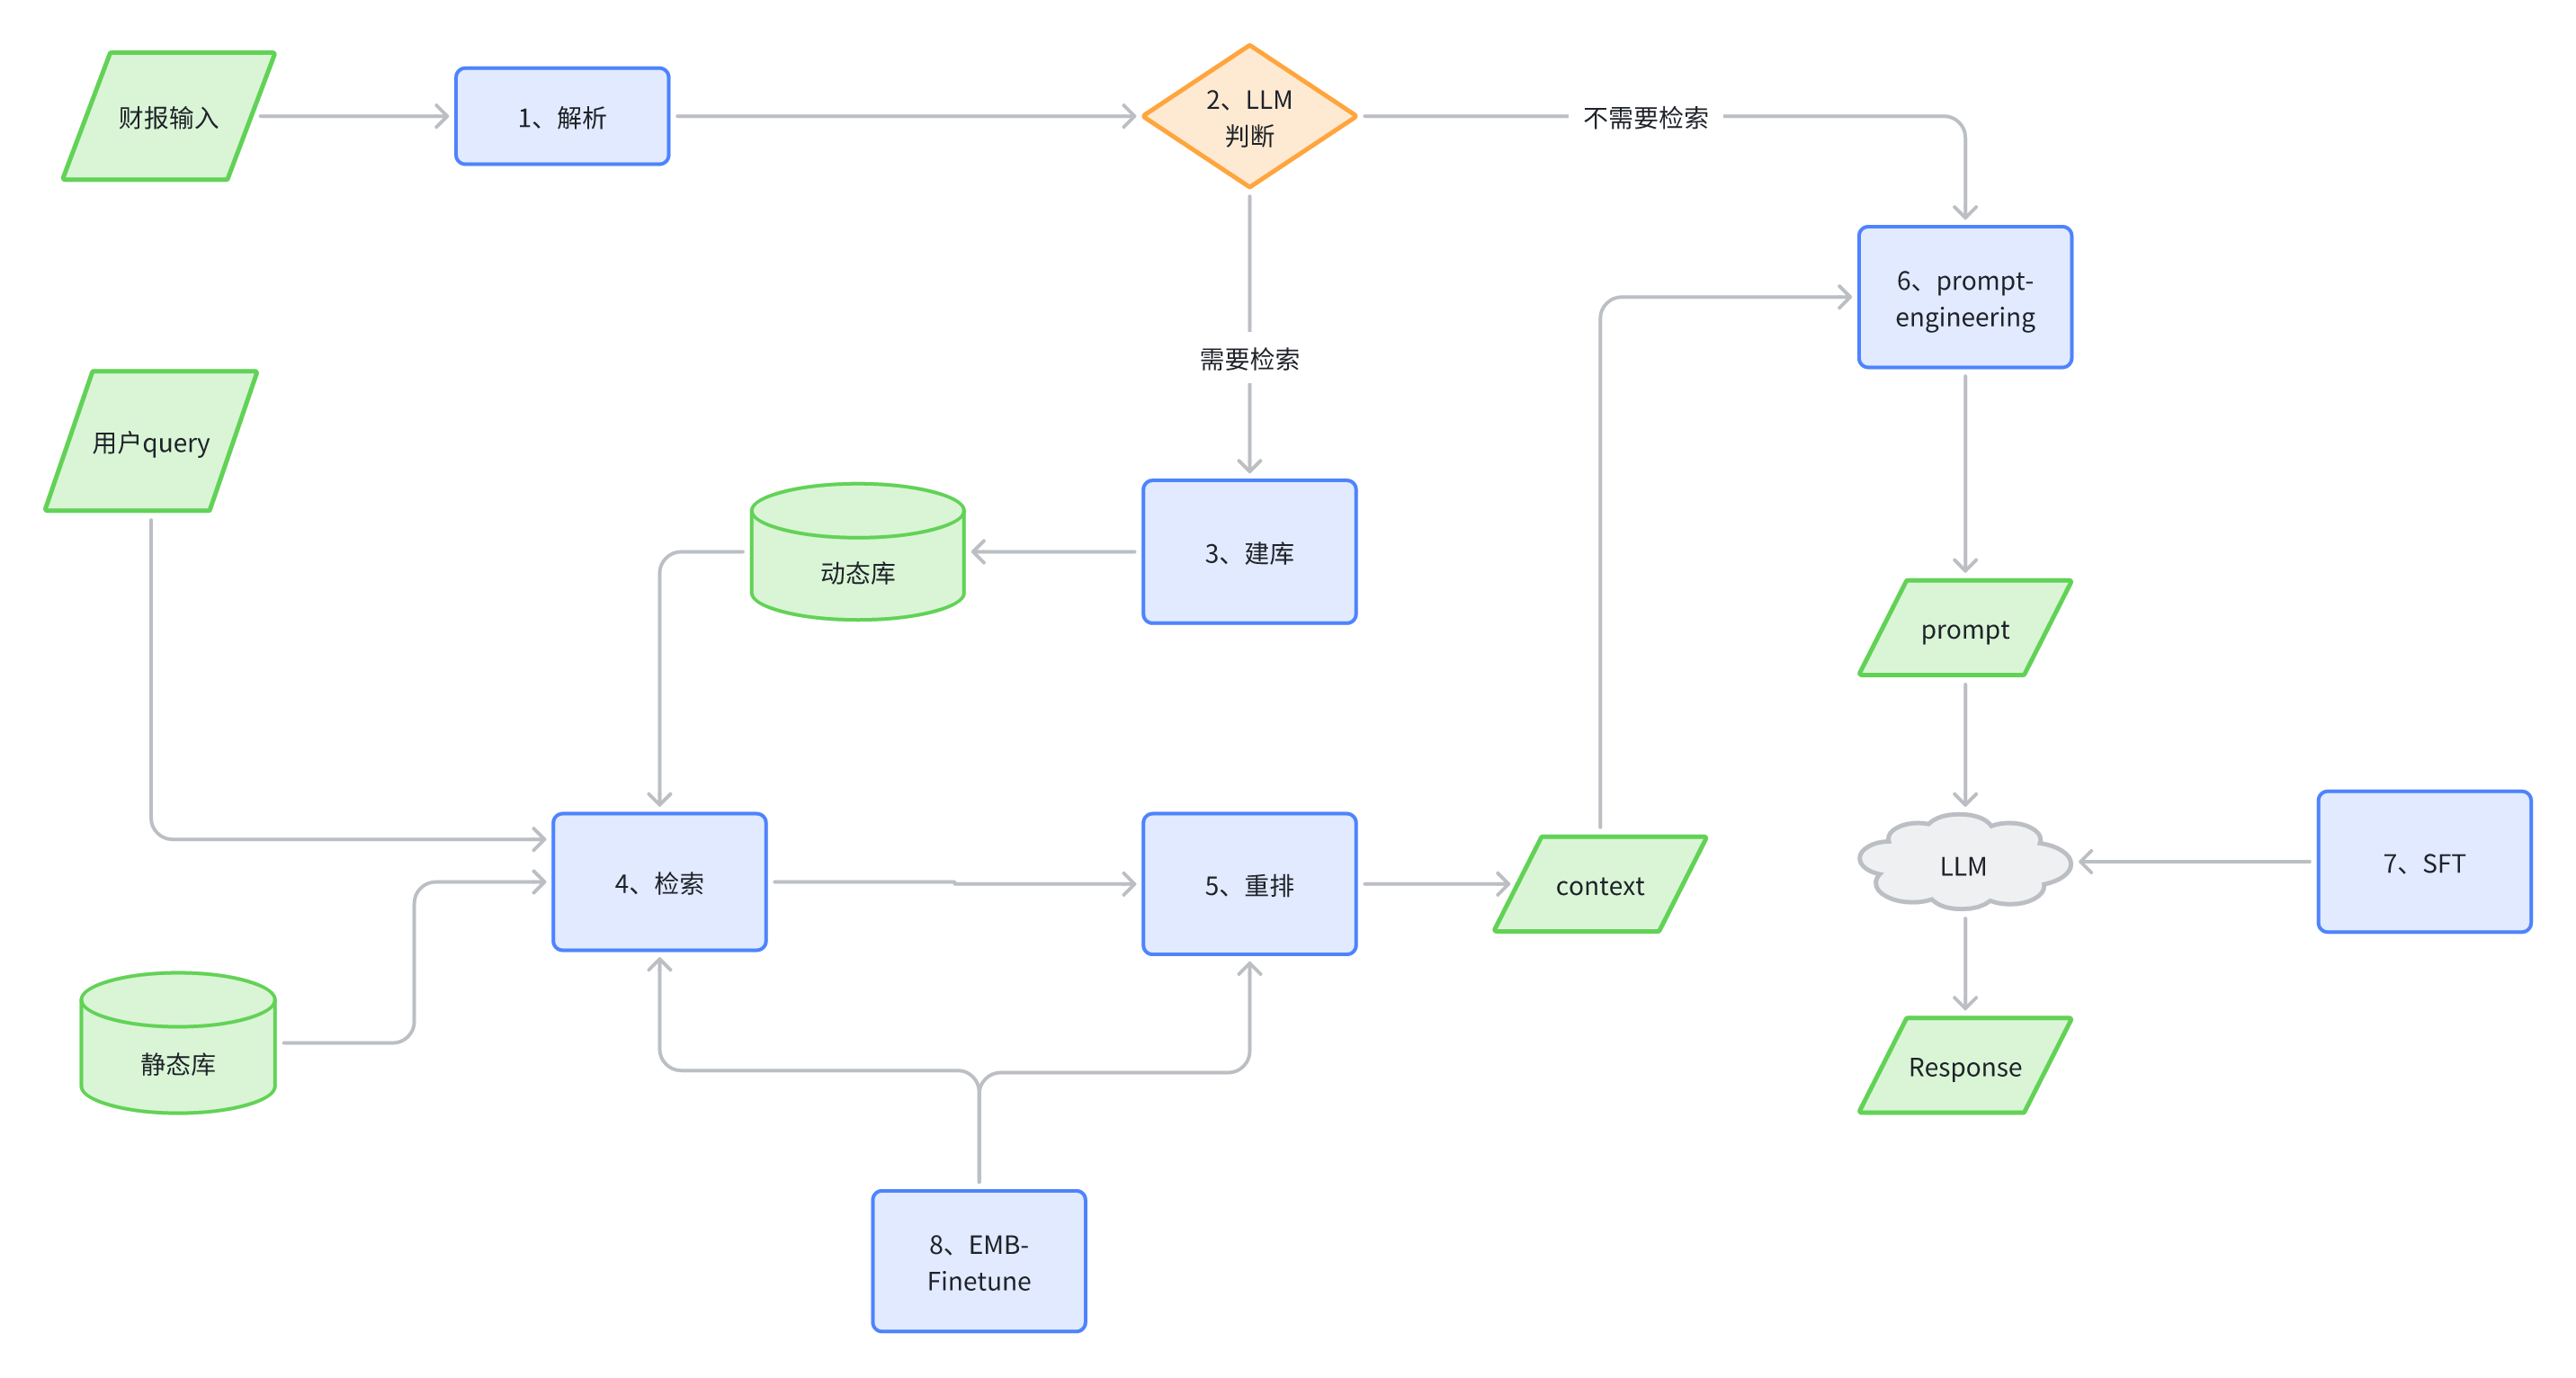 财报输入
1、解析
2、LLM
判断
不需要检索
6、prompt-
engineering
需要检索
用户query
动态库
3、建库
prompt
4、检索
5、重排
context
LLM
7、SFT
静态库
Response
8、EMB-
Finetune